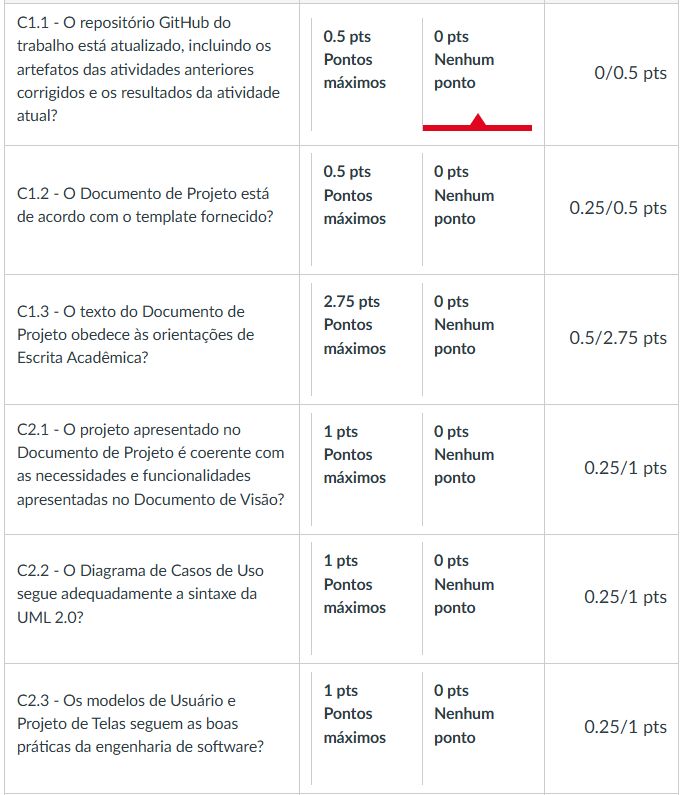 C1.1 - O repositório GitHub do
trabalho está atualizado, incluindo os
artefatos das atividades anteriores
corrigidos e os resultados da atividade
atual?
0.5 pts
Pontos
máximos
0 pts
Nenhum
ponto
0/0.5 pts
C1.2 - O Documento de Projeto está
de acordo com o template fornecido?
0.5 pts
Pontos
máximos
0 pts
Nenhum
ponto
0.25/0.5 pts
C1.3 - O texto do Documento de
Projeto obedece às orientações de
Escrita Acadêmica?
2.75 pts
Pontos
máximos
0 pts
Nenhum
ponto
0.5/2.75 pts
C2.1 - O projeto apresentado no
Documento de Projeto é coerente com
as necessidades e funcionalidades
apresentadas no Documento de Visão?
1 pts
Pontos
máximos
0 pts
Nenhum
ponto
0.25/1 pts
C2.2 - O Diagrama de Casos de Uso
segue adequadamente a sintaxe da
UML 2.0?
1 pts
Pontos
máximos
0 pts
Nenhum
ponto
0.25/1 pts
C2.3 - Os modelos de Usuário e
Projeto de Telas seguem as boas
práticas da engenharia de software?
1 pts
Pontos
máximos
0 pts
Nenhum
ponto
0.25/1 pts